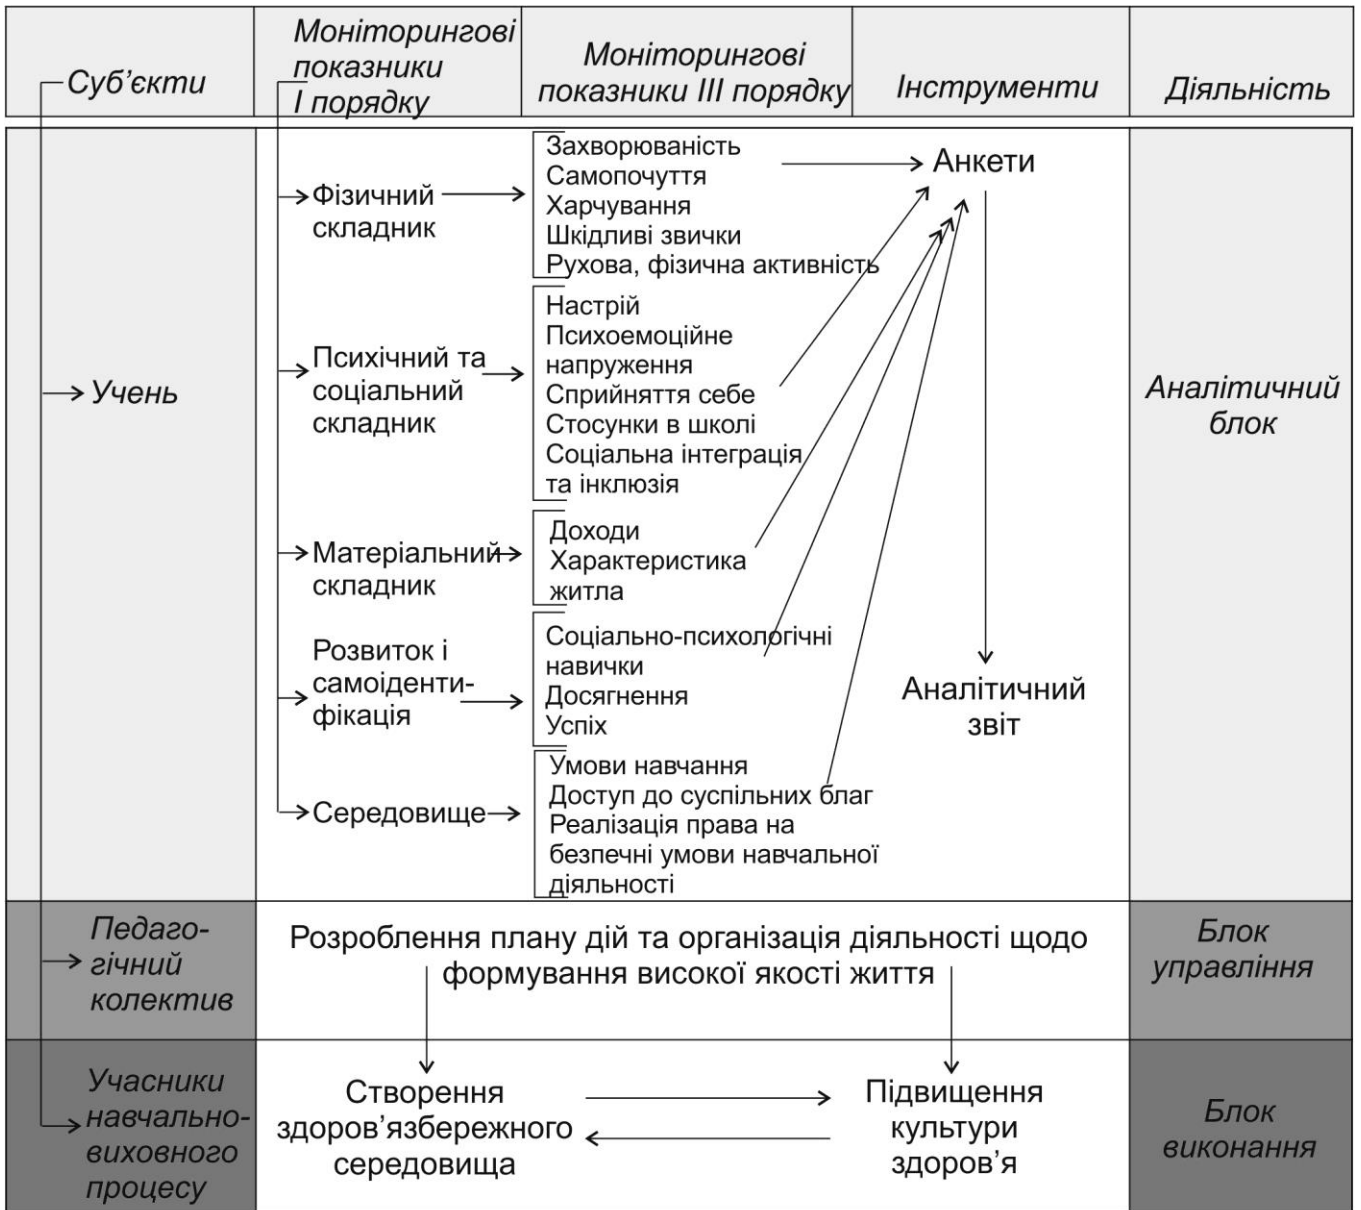 Суб’єкти
Моніторингові
показники
І порядку
Моніторингові
показники ІІІ порядку
Інструменти
Діяльність
Учень
Фізичний
складник
Захворюваність
Самопочуття
Харчування
Шкідливі звички
Рухова, фізична активність
Анкети
Психічний та
соціальний
складник
Настрій
Психоемоційне
напруження
Сприйняття себе
Стосунки в школі
Соціальна інтеграція
та інклюзія
Аналітичний
блок
Матеріальний
складник
Доходи
Характеристика
житла
Розвиток і
самоіденти-
фікація
Соціально-психологічні
навички
Досягнення
Успіх
Аналітичний
звіт
Середовище
Умови навчання
Доступ до суспільних благ
Реалізація права на
безпечні умови навчальної
діяльності
Педаго-
гічний
колектив
Розроблення плану дій та організація діяльності щодо
формування високої якості життя
Блок
управління
Учасники
навчально-
виховного
процесу
Створення
здоров’язбережного
середовища
Підвищення
культури
здоров’я
Блок
виконання